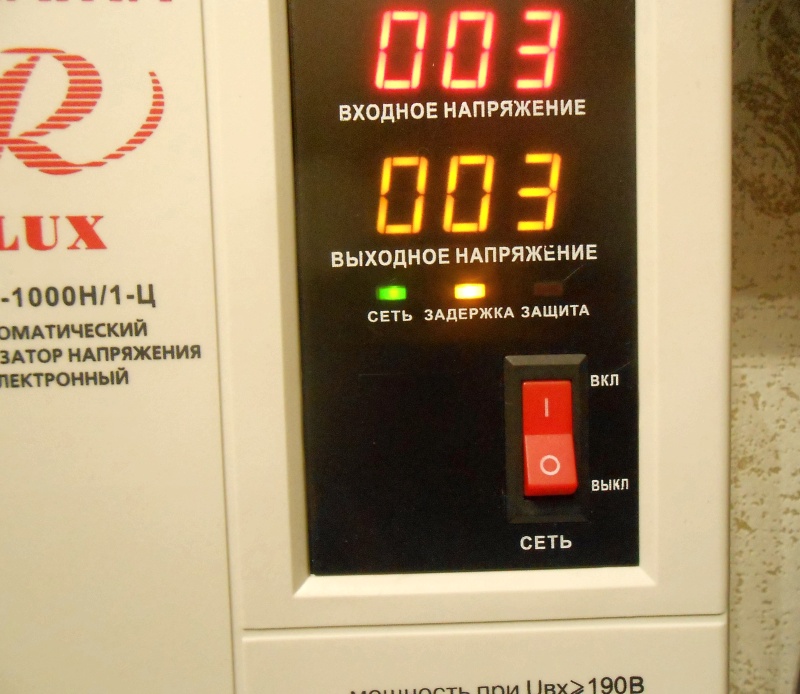 R
LUX
-1000Н/1-Ц
ОМАТИЧЕСКИЙ
ЗАТОР НАПРЯЖЕНИЯ
ЛЕКТРОННЫЙ
003
ВХОДНОЕ НАПРЯЖЕНИЕ
003
ВЫХОДНОЕ НАПРЯЖЕНИЕ
СЕТЬ ЗАДЕРЖКА ЗАЩИТА
ВКЛ
I
O
ВЫКЛ
СЕТЬ
мощность при Uвх⩾190В